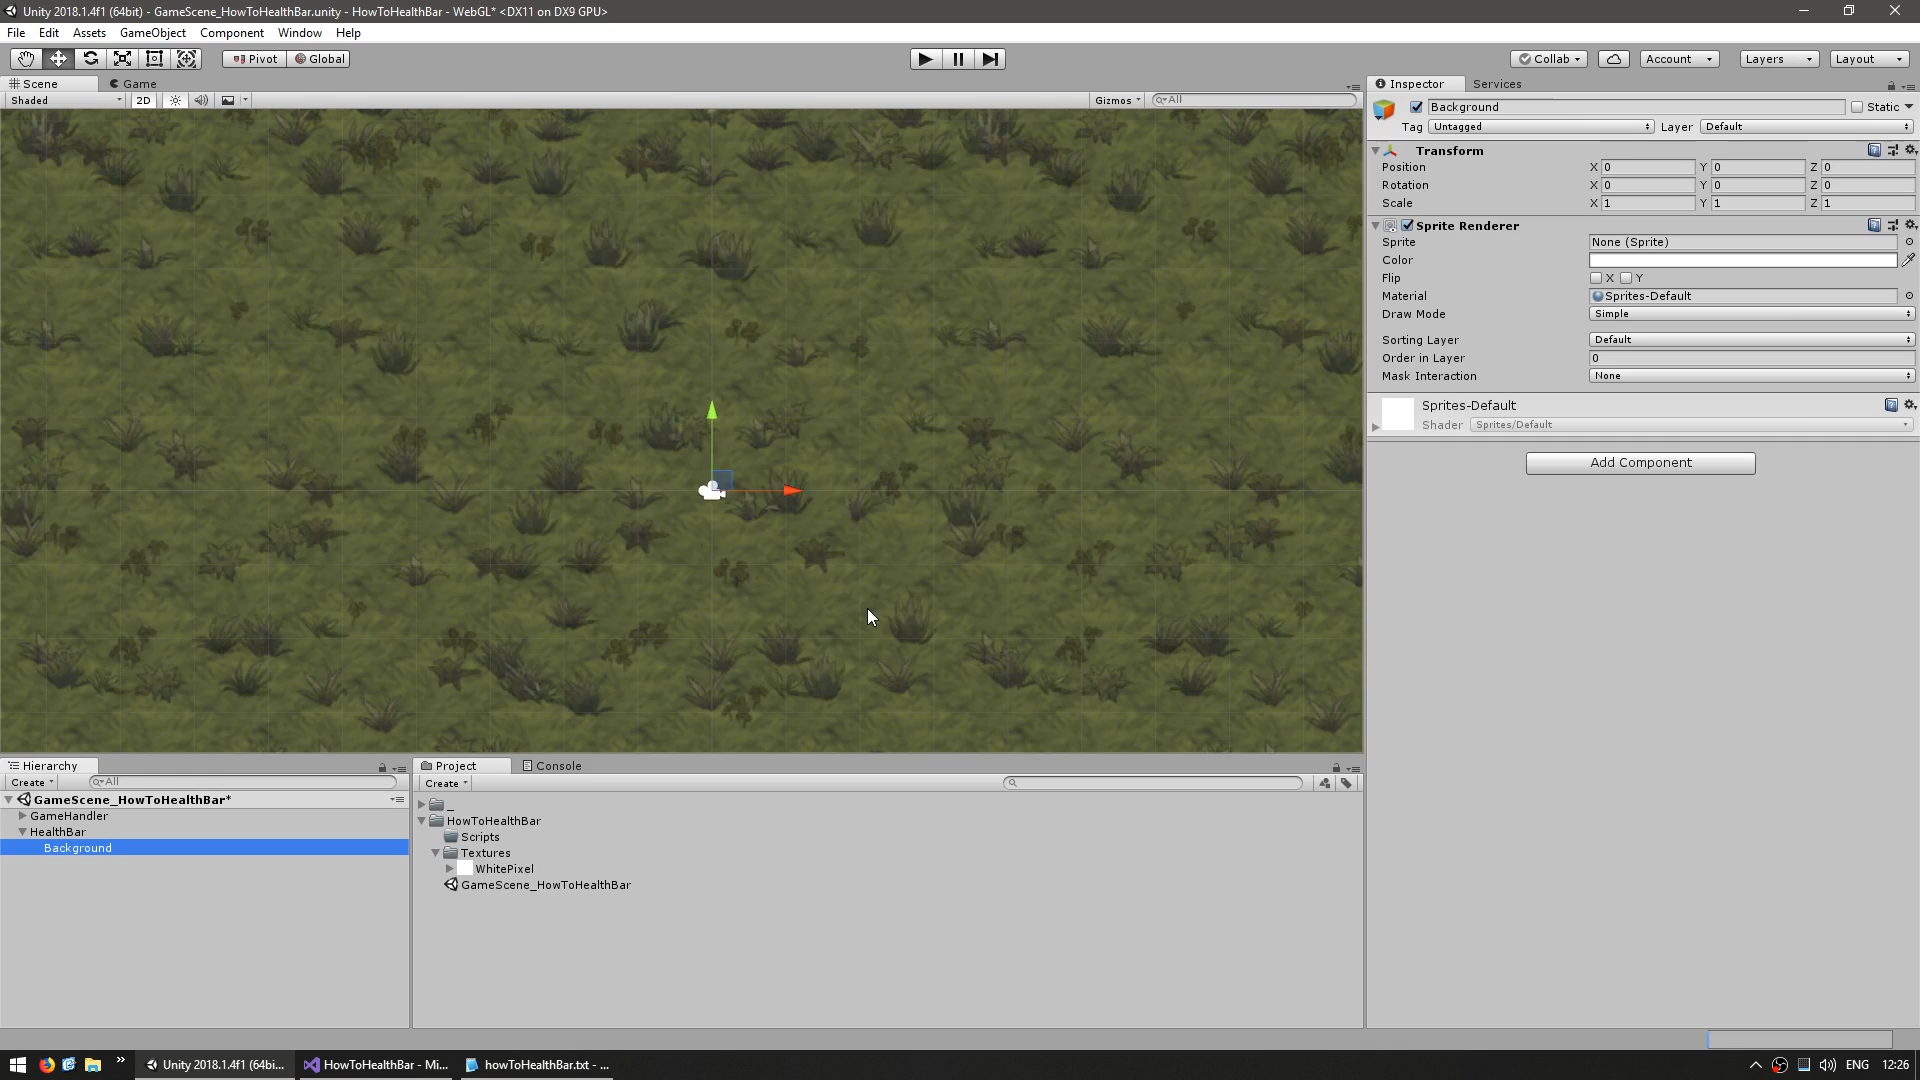 Unity 2018.1.4f1 (64bit) - GameScene_HowToHealthBar.unity - HowToHealthBar - WebGL* <DX11 on DX9 GPU>
File Edit Assets GameObject Component Window Help
Pivot Global Collab Account Layers Layout
Scene Game
Shaded 2D Gizmos All
Inspector Services
Background Static
Tag Untagged Layer Default
Transform
Position X 0 Y 0 Z 0
Rotation X 0 Y 0 Z 0
Scale X 1 Y 1 Z 1
Sprite Renderer
Sprite None (Sprite)
Color
Flip X Y
Material Sprites-Default
Draw Mode Simple
Sorting Layer Default
Order in Layer 0
Mask Interaction None
Sprites-Default
Shader Sprites/Default
Add Component
Hierarchy
Create All
GameScene_HowToHealthBar*
GameHandler
HealthBar
Background
Project Console
Create
_
HowToHealthBar
Scripts
Textures
WhitePixel
GameScene_HowToHealthBar
» Unity 2018.1.4f1 (64bi... HowToHealthBar - Mi... howToHealthBar.txt - ... ENG 12:26